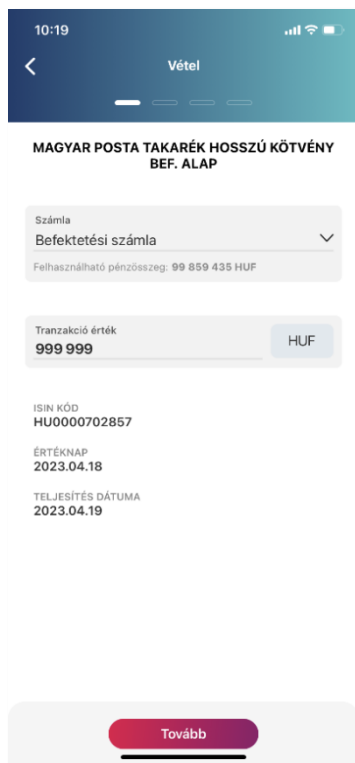 10:19
Vétel
MAGYAR POSTA TAKARÉK HOSSZÚ KÖTVÉNY
BEF. ALAP
Számla
Befektetési számla
Felhasználható pénzösszeg: 99 859 435 HUF
Tranzakció érték
999 999
HUF
ISIN KÓD
HU0000702857
ÉRTÉKNAP
2023.04.18
TELJESÍTÉS DÁTUMA
2023.04.19
Tovább